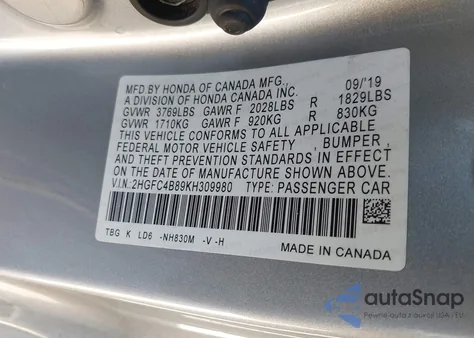 MFD BY HONDA OF CANADA MFG., 09/'19
A DIVISION OF HONDA CANADA INC.
GVWR 3769LBS GAWR F 2028LBS R 1829LBS
GVWR 1710KG GAWR F 920KG R 830KG
THIS VEHICLE CONFORMS TO ALL APPLICABLE
FEDERAL MOTOR VEHICLE SAFETY , BUMPER ,
AND THEFT PREVENTION STANDARDS IN EFFECT
ON THE DATE OF MANUFACTURE SHOWN ABOVE.
V.I.N.:2HGFC4B89KH309980 TYPE:PASSENGER CAR
TBG K LD6 -NH830M -V -H
MADE IN CANADA
autoSnap